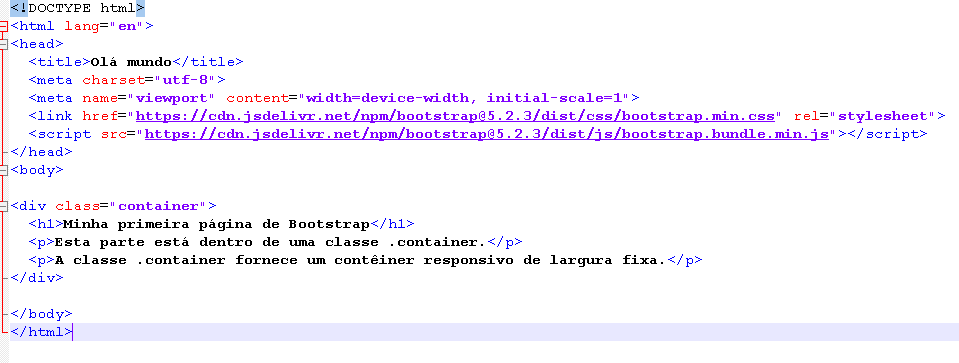 <!DOCTYPE html>
<html lang="en">
<head>
  <title>Olá mundo</title>
  <meta charset="utf-8">
  <meta name="viewport" content="width=device-width, initial-scale=1">
  <link href="https://cdn.jsdelivr.net/npm/bootstrap@5.2.3/dist/css/bootstrap.min.css" rel="stylesheet">
  <script src="https://cdn.jsdelivr.net/npm/bootstrap@5.2.3/dist/js/bootstrap.bundle.min.js"></script>
</head>
<body>
<div class="container">
  <h1>Minha primeira página de Bootstrap</h1>
  <p>Esta parte está dentro de uma classe .container.</p>
  <p>A classe .container fornece um contêiner responsivo de largura fixa.</p>
</div>
</body>
</html>